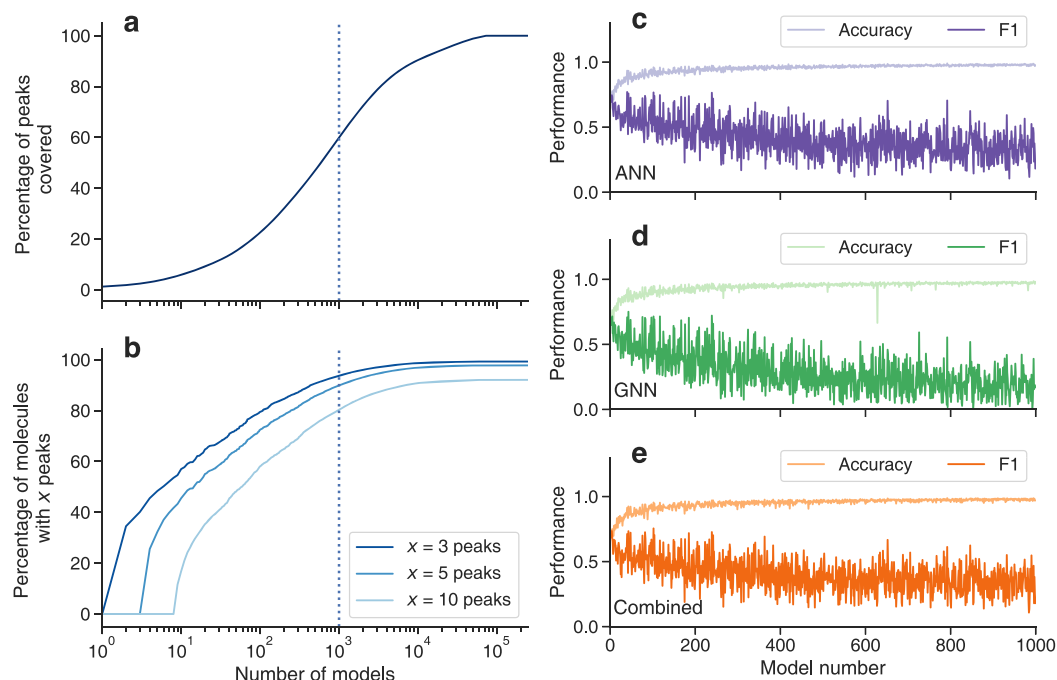 a
100
80
60
40
20
0
Percentage of peaks
covered
b
100
80
60
40
20
0
Percentage of molecules
with x peaks
x = 3 peaks
x = 5 peaks
x = 10 peaks
10^0 10^1 10^2 10^3 10^4 10^5
Number of models
c
Accuracy F1
1.0
0.5
0.0
Performance
ANN
d
Accuracy F1
1.0
0.5
0.0
Performance
GNN
e
Accuracy F1
1.0
0.5
0.0
Performance
Combined
0 200 400 600 800 1000
Model number